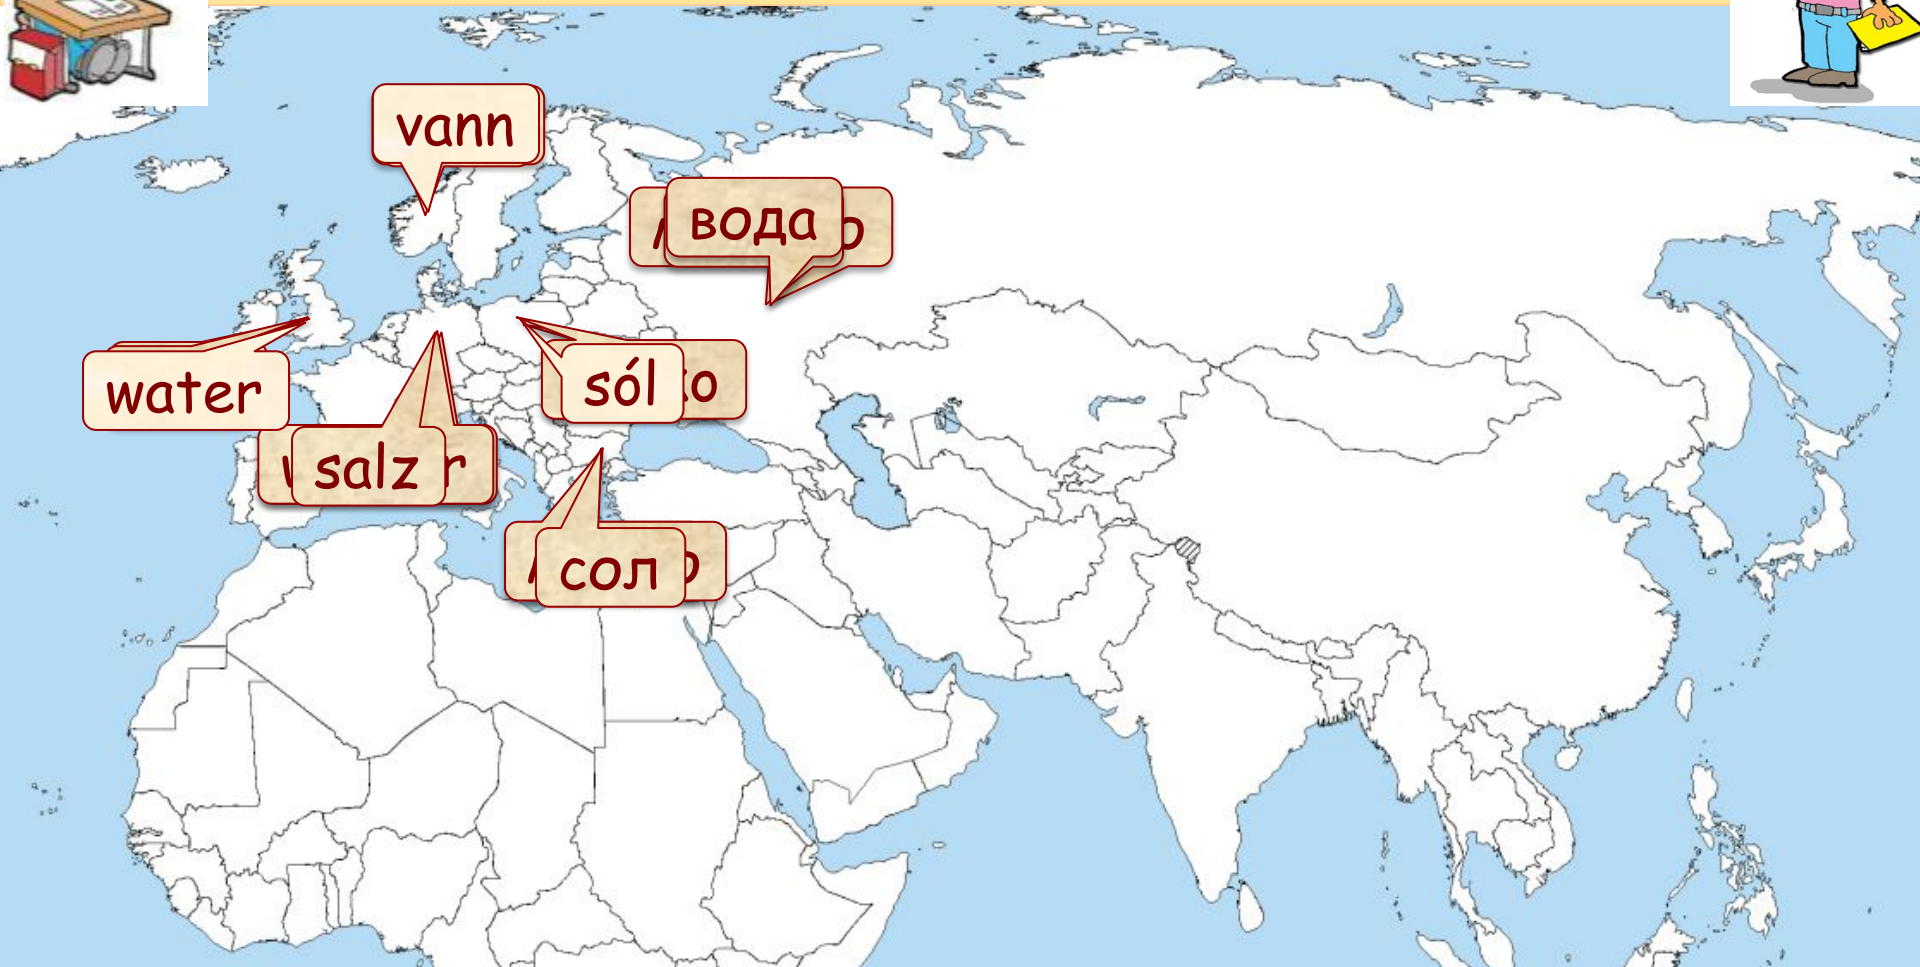 vann
вода
water
sól
salz
сол